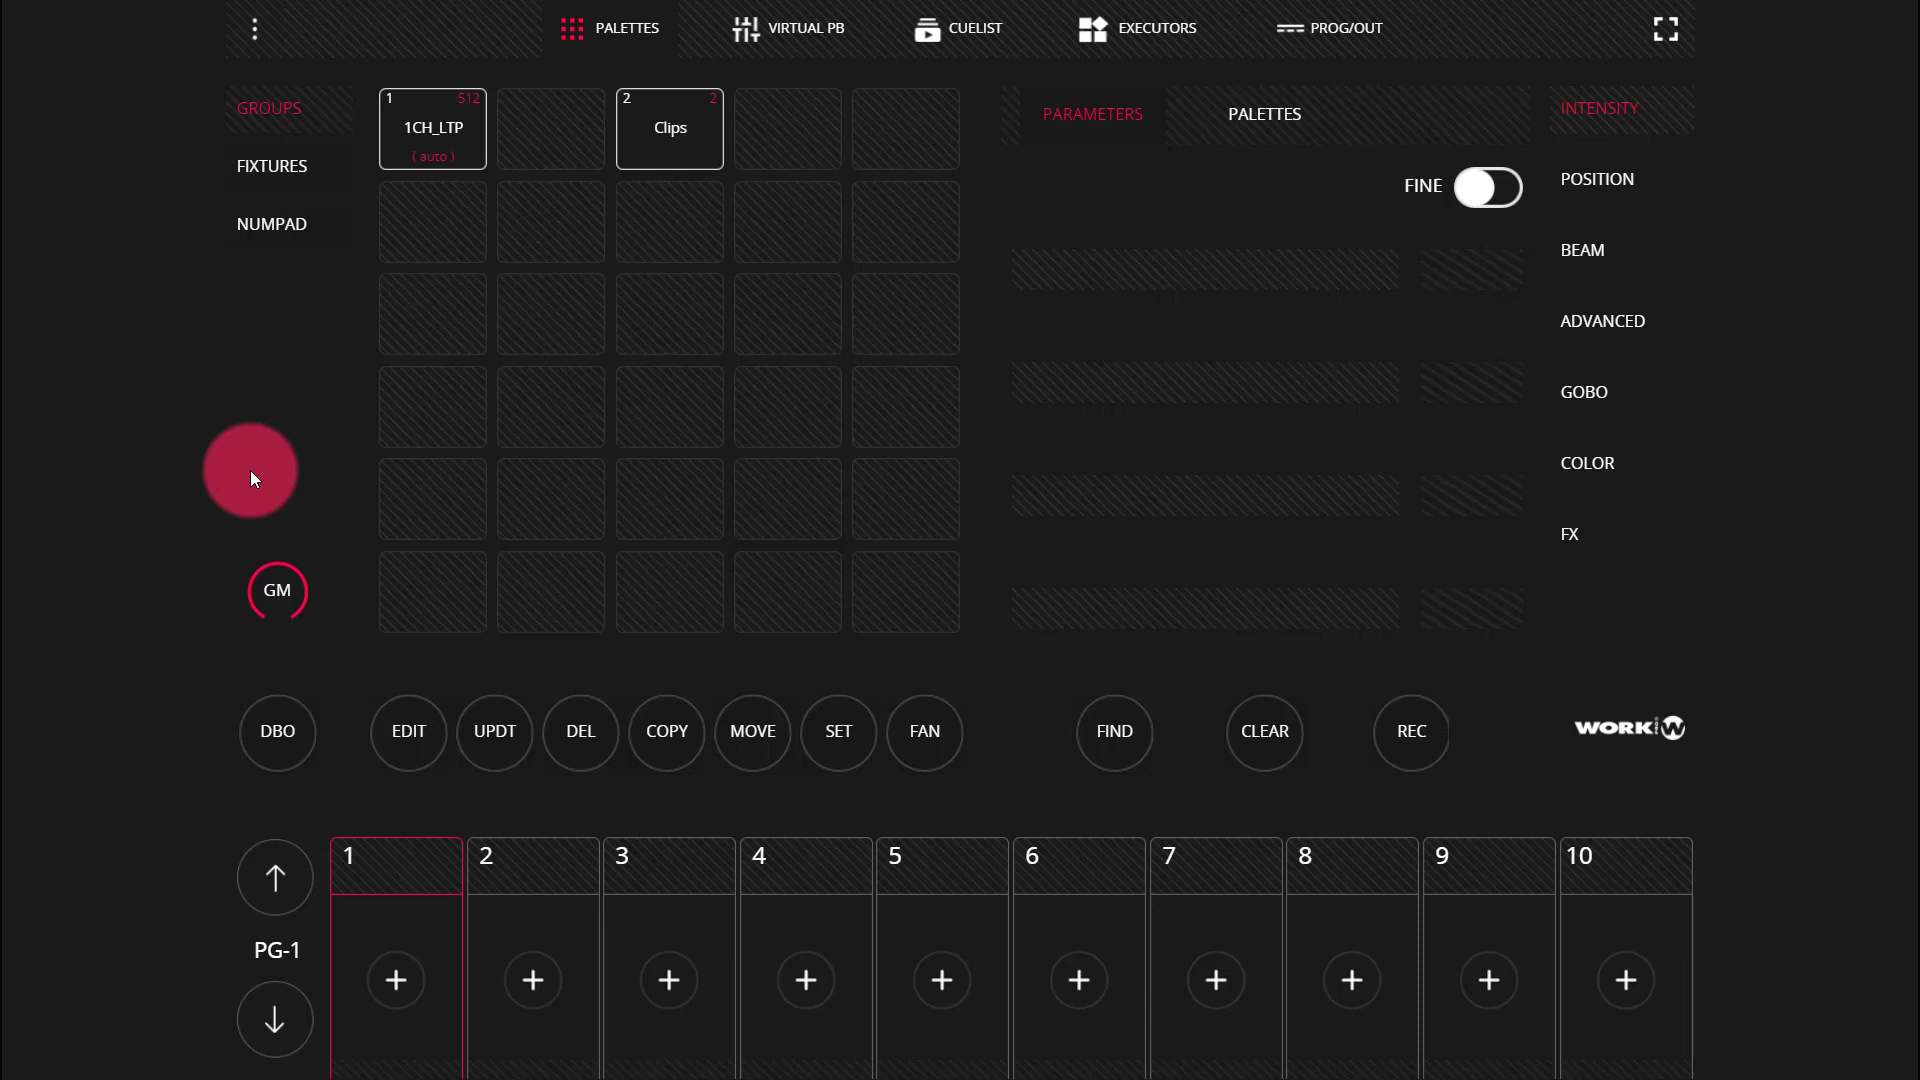 PALETTES
VIRTUAL PB
CUELIST
EXECUTORS
PROG/OUT
GROUPS
FIXTURES
NUMPAD
1 512
1CH_LTP
( auto )
2 2
Clips
PARAMETERS
PALETTES
FINE
INTENSITY
POSITION
BEAM
ADVANCED
GOBO
COLOR
FX
GM
DBO
EDIT
UPDT
DEL
COPY
MOVE
SET
FAN
FIND
CLEAR
REC
WORK
PG-1
1
2
3
4
5
6
7
8
9
10